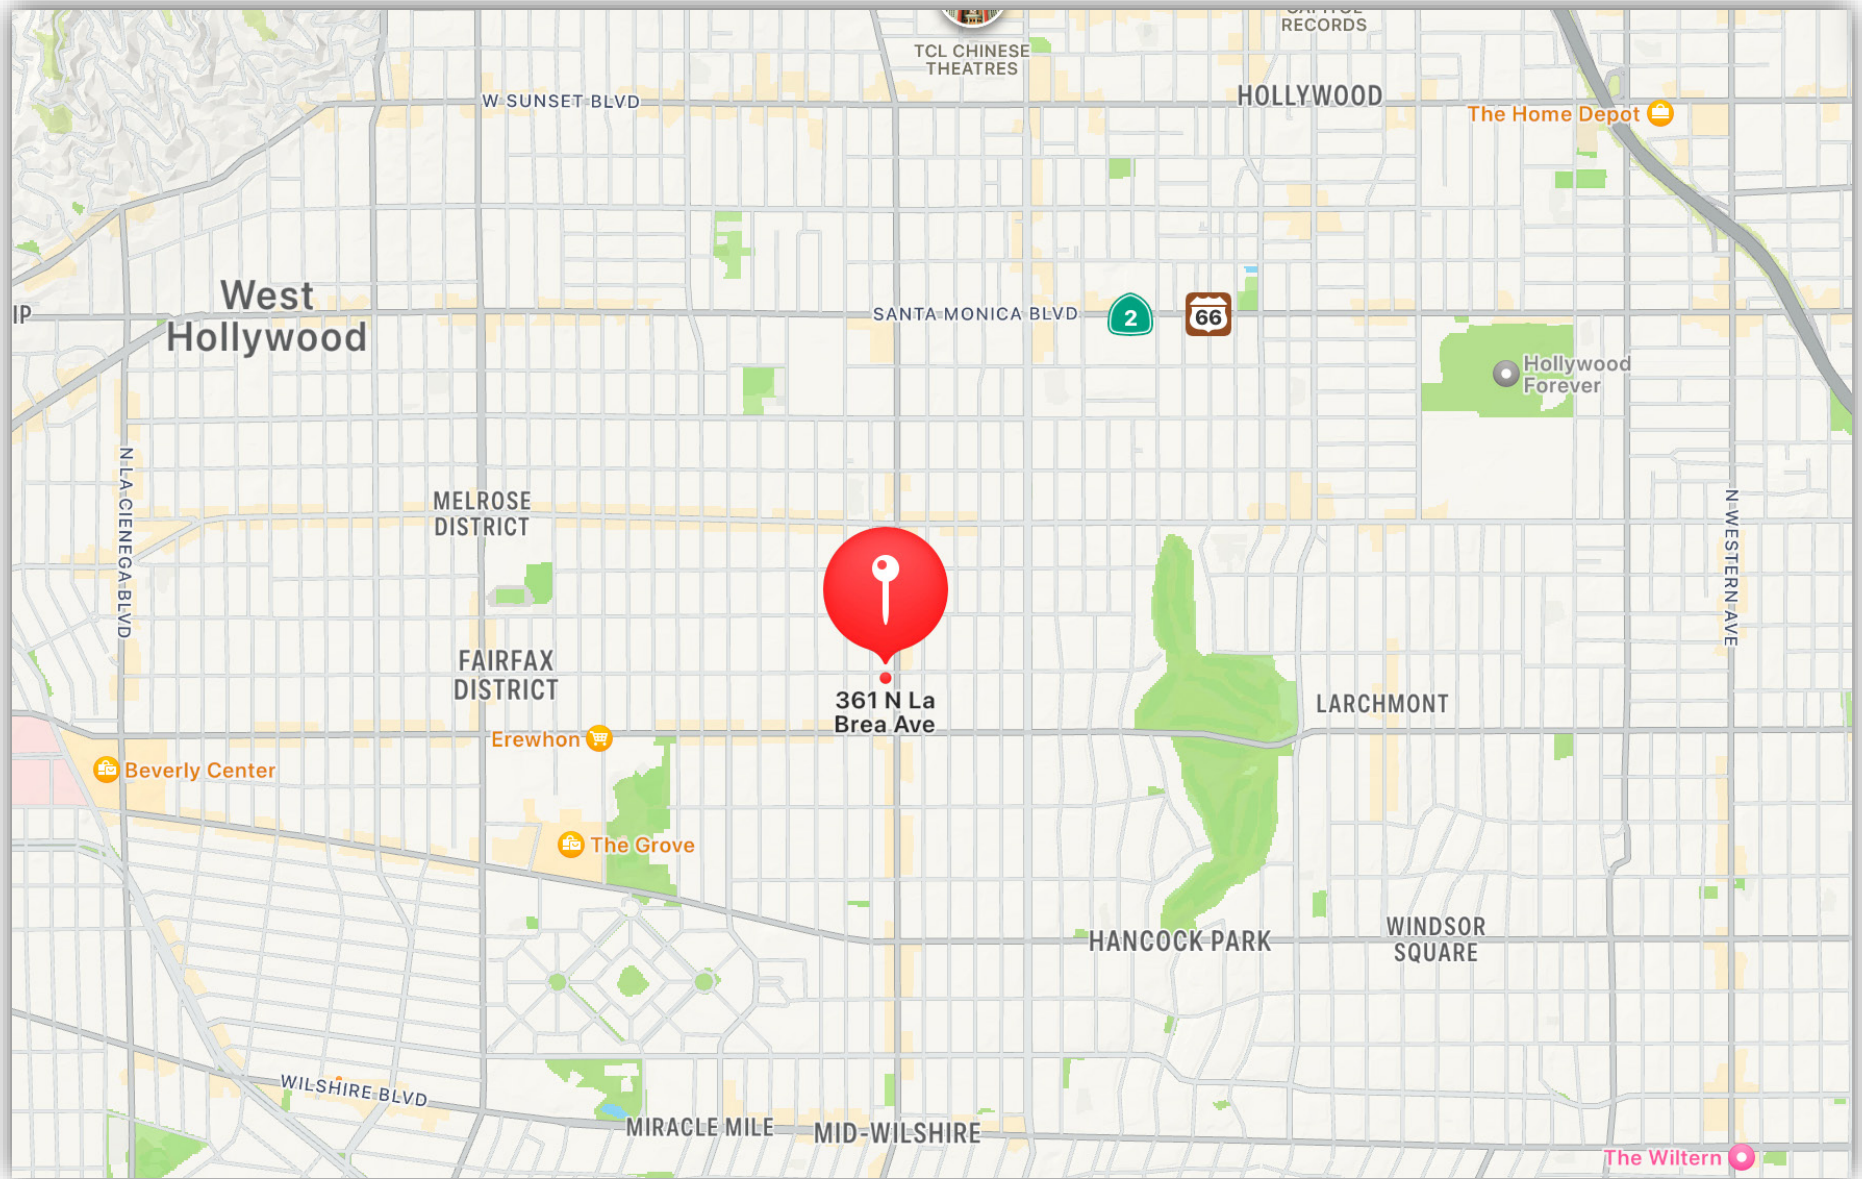 CAPITOL
RECORDS
TCL CHINESE
THEATRES
W SUNSET BLVD
HOLLYWOOD
The Home Depot
West
Hollywood
IP
SANTA MONICA BLVD
2
66
Hollywood
Forever
N LA CIENEGA BLVD
MELROSE
DISTRICT
N WESTERN AVE
FAIRFAX
DISTRICT
361 N La
Brea Ave
LARCHMONT
Erewhon
Beverly Center
The Grove
HANCOCK PARK
WINDSOR
SQUARE
WILSHIRE BLVD
MIRACLE MILE
MID-WILSHIRE
The Wiltern